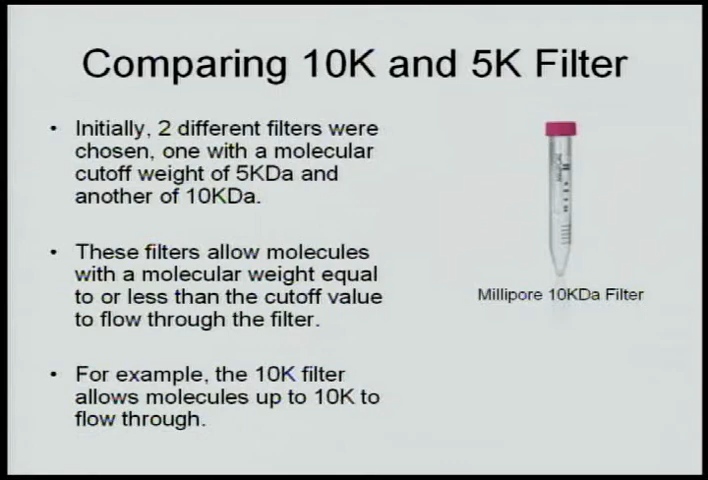 Comparing 10K and 5K Filter
• Initially, 2 different filters were
chosen, one with a molecular
cutoff weight of 5KDa and
another of 10KDa.
• These filters allow molecules
with a molecular weight equal
to or less than the cutoff value
to flow through the filter.
• For example, the 10K filter
allows molecules up to 10K to
flow through.
Millipore 10KDa Filter